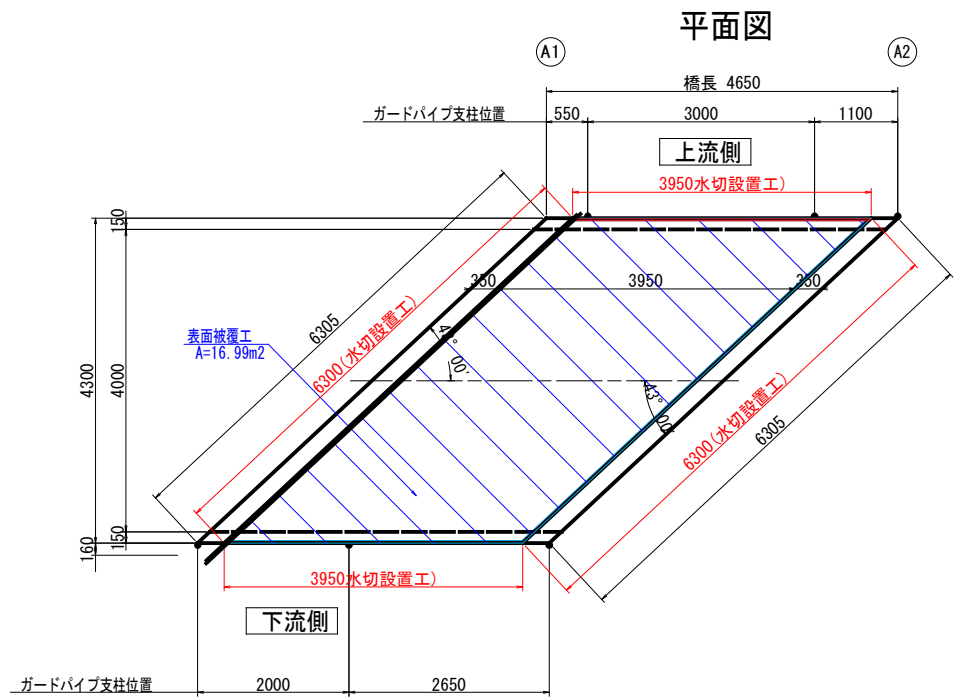 平面図
A1
A2
橋長 4650
ガードパイプ支柱位置
550
3000
1100
上流側
3950水切設置工)
150
350
3950
350
6305
6300(水切設置工)
表面被覆工
A=16.99m2
43° 00'
43° 00'
4300
4000
6300(水切設置工)
6305
150
160
3950水切設置工)
下流側
ガードパイプ支柱位置
2000
2650